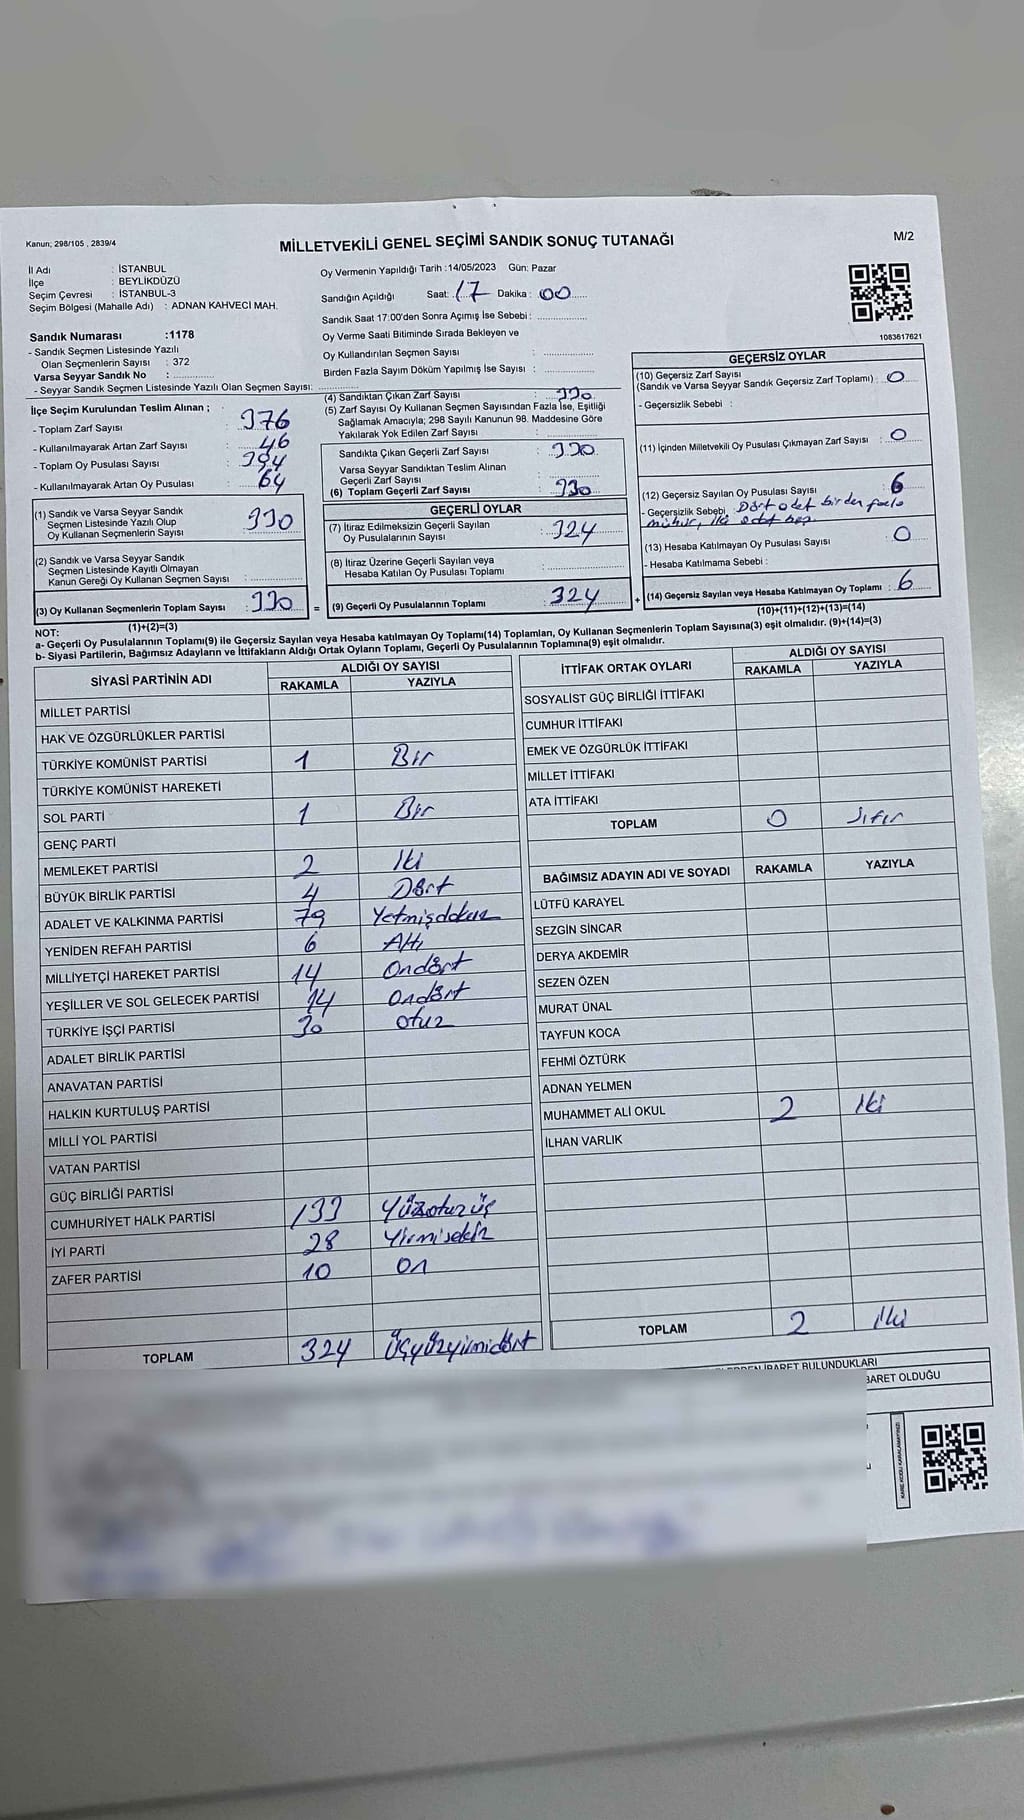 Kanun; 298/105 , 2839/4
MİLLETVEKİLİ GENEL SEÇİMİ SANDIK SONUÇ TUTANAĞI
M/2
İl Adı : İSTANBUL
İlçe : BEYLİKDÜZÜ
Seçim Çevresi : İSTANBUL-3
Seçim Bölgesi (Mahalle Adı) : ADNAN KAHVECİ MAH.
Oy Vermenin Yapıldığı Tarih :14/05/2023 Gün: Pazar
Sandığın Açıldığı Saat: 17 Dakika : 00
Sandık Saat 17:00'den Sonra Açımış İse Sebebi :
Oy Verme Saati Bitiminde Sırada Bekleyen ve
Oy Kullandırılan Seçmen Sayısı :
Birden Fazla Sayım Döküm Yapılmış İse Sayısı :
1083617621
Sandık Numarası :1178
- Sandık Seçmen Listesinde Yazılı
Olan Seçmenlerin Sayısı : 372
Varsa Seyyar Sandık No :
- Seyyar Sandık Seçmen Listesinde Yazılı Olan Seçmen Sayısı:
İlçe Seçim Kurulundan Teslim Alınan ;
- Toplam Zarf Sayısı : 376
- Kullanılmayarak Artan Zarf Sayısı : 46
- Toplam Oy Pusulası Sayısı : 394
- Kullanılmayarak Artan Oy Pusulası : 64
(1) Sandık ve Varsa Seyyar Sandık
Seçmen Listesinde Yazılı Olup
Oy Kullanan Seçmenlerin Sayısı : 330
(2) Sandık ve Varsa Seyyar Sandık
Seçmen Listesinde Kayıtlı Olmayan
Kanun Gereği Oy Kullanan Seçmen Sayısı :
(3) Oy Kullanan Seçmenlerin Toplam Sayısı : 330
(1)+(2)=(3)
(4) Sandıktan Çıkan Zarf Sayısı : 330
(5) Zarf Sayısı Oy Kullanan Seçmen Sayısından Fazla İse, Eşitliği
Sağlamak Amacıyla; 298 Sayılı Kanunun 98. Maddesine Göre
Yakılarak Yok Edilen Zarf Sayısı :
Sandıkta Çıkan Geçerli Zarf Sayısı : 330
Varsa Seyyar Sandıktan Teslim Alınan
Geçerli Zarf Sayısı :
(6) Toplam Geçerli Zarf Sayısı : 330
GEÇERLİ OYLAR
(7) İtiraz Edilmeksizin Geçerli Sayılan
Oy Pusulalarının Sayısı : 324
(8) İtiraz Üzerine Geçerli Sayılan veya
Hesaba Katılan Oy Pusulası Toplamı :
= (9) Geçerli Oy Pusulalarının Toplamı : 324 +
GEÇERSİZ OYLAR
(10) Geçersiz Zarf Sayısı
(Sandık ve Varsa Seyyar Sandık Geçersiz Zarf Toplamı) : 0
- Geçersizlik Sebebi :
(11) İçinden Milletvekili Oy Pusulası Çıkmayan Zarf Sayısı : 0
(12) Geçersiz Sayılan Oy Pusulası Sayısı : 6
- Geçersizlik Sebebi Dört adet birden fazla
mühür, iki adet boş.
(13) Hesaba Katılmayan Oy Pusulası Sayısı : 0
- Hesaba Katılmama Sebebi :
(14) Geçersiz Sayılan veya Hesaba Katılmayan Oy Toplamı : 6
(10)+(11)+(12)+(13)=(14)
NOT:
a- Geçerli Oy Pusulalarının Toplamı(9) ile Geçersiz Sayılan veya Hesaba katılmayan Oy Toplamı(14) Toplamları, Oy Kullanan Seçmenlerin Toplam Sayısına(3) eşit olmalıdır. (9)+(14)=(3)
b- Siyasi Partilerin, Bağımsız Adayların ve İttifakların Aldığı Ortak Oyların Toplamı, Geçerli Oy Pusulalarının Toplamına(9) eşit olmalıdır.
SİYASİ PARTİNİN ADI ALDIĞI OY SAYISI
RAKAMLA YAZIYLA
MİLLET PARTİSİ
HAK VE ÖZGÜRLÜKLER PARTİSİ
TÜRKİYE KOMÜNİST PARTİSİ 1 Bir
TÜRKİYE KOMÜNİST HAREKETİ
SOL PARTİ 1 Bir
GENÇ PARTİ
MEMLEKET PARTİSİ 2 İki
BÜYÜK BİRLİK PARTİSİ 4 Dört
ADALET VE KALKINMA PARTİSİ 79 Yetmişdokuz
YENİDEN REFAH PARTİSİ 6 Altı
MİLLİYETÇİ HAREKET PARTİSİ 14 Ondört
YEŞİLLER VE SOL GELECEK PARTİSİ 14 Ondört
TÜRKİYE İŞÇİ PARTİSİ 30 otuz
ADALET BİRLİK PARTİSİ
ANAVATAN PARTİSİ
HALKIN KURTULUŞ PARTİSİ
MİLLİ YOL PARTİSİ
VATAN PARTİSİ
GÜÇ BİRLİĞİ PARTİSİ
CUMHURİYET HALK PARTİSİ 133 Yüzotuzüç
İYİ PARTİ 28 Yirmisekiz
ZAFER PARTİSİ 10 On
TOPLAM 324 Üçyüzyirmidört
İTTİFAK ORTAK OYLARI ALDIĞI OY SAYISI
RAKAMLA YAZIYLA
SOSYALİST GÜÇ BİRLİĞİ İTTİFAKI
CUMHUR İTTİFAKI
EMEK VE ÖZGÜRLÜK İTTİFAKI
MİLLET İTTİFAKI
ATA İTTİFAKI
TOPLAM 0 Sıfır
BAĞIMSIZ ADAYIN ADI VE SOYADI RAKAMLA YAZIYLA
LÜTFÜ KARAYEL
SEZGİN SİNCAR
DERYA AKDEMİR
SEZEN ÖZEN
MURAT ÜNAL
TAYFUN KOCA
FEHMİ ÖZTÜRK
ADNAN YELMEN
MUHAMMET ALİ OKUL 2 İki
İLHAN VARLIK
TOPLAM 2 iki
İBARET BULUNDUKLARI
BARET OLDUĞU